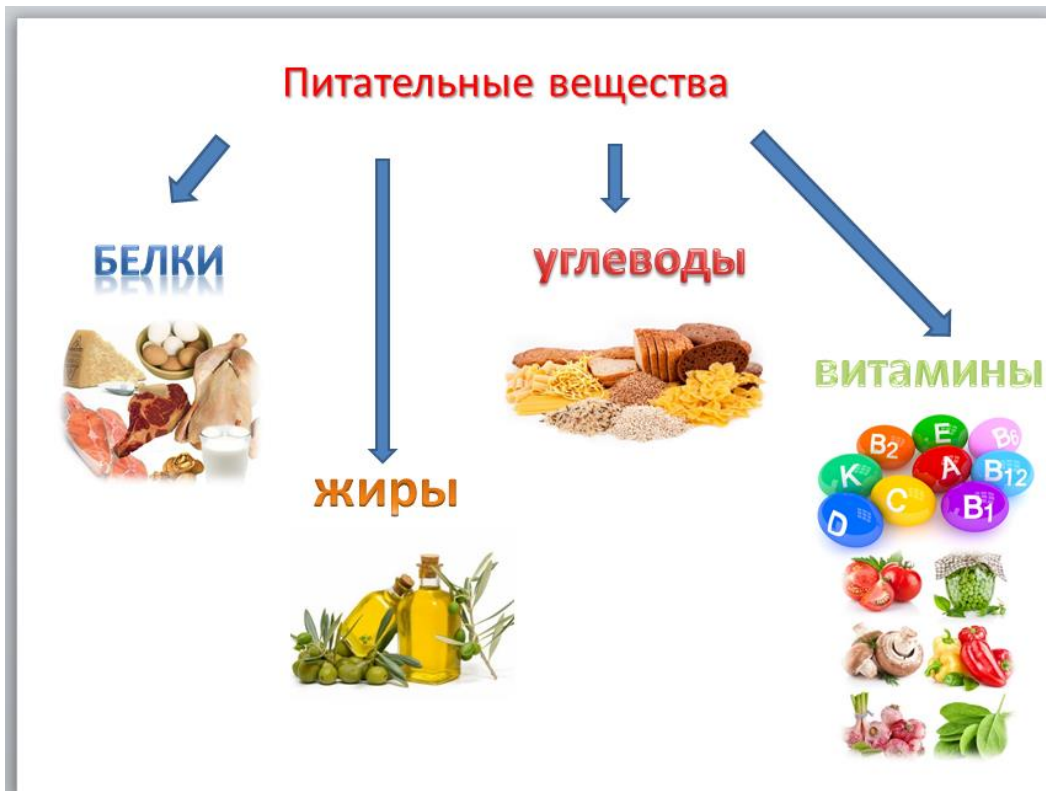 Питательные вещества
БЕЛКИ
углеводы
витамины
жиры
B2
E
B6
K
A
B12
C
B1
D